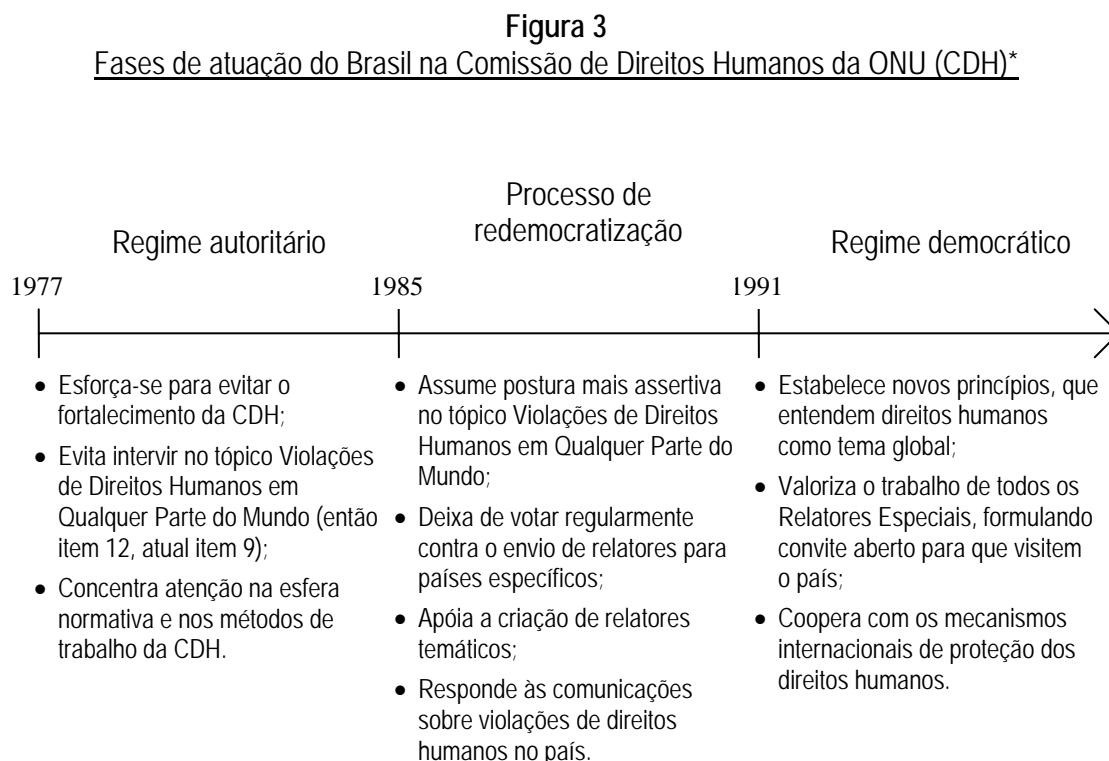 Figura 3
Fases de atuação do Brasil na Comissão de Direitos Humanos da ONU (CDH)*
Regime autoritário
Processo de
redemocratização
Regime democrático
1977
1985
1991
• Esforça-se para evitar o
fortalecimento da CDH;
• Evita intervir no tópico Violações
de Direitos Humanos em
Qualquer Parte do Mundo (então
item 12, atual item 9);
• Concentra atenção na esfera
normativa e nos métodos de
trabalho da CDH.
• Assume postura mais assertiva
no tópico Violações de Direitos
Humanos em Qualquer Parte do
Mundo;
• Deixa de votar regularmente
contra o envio de relatores para
países específicos;
• Apóia a criação de relatores
temáticos;
• Responde às comunicações
sobre violações de direitos
humanos no país.
• Estabelece novos princípios, que
entendem direitos humanos
como tema global;
• Valoriza o trabalho de todos os
Relatores Especiais, formulando
convite aberto para que visitem
o país;
• Coopera com os mecanismos
internacionais de proteção dos
direitos humanos.